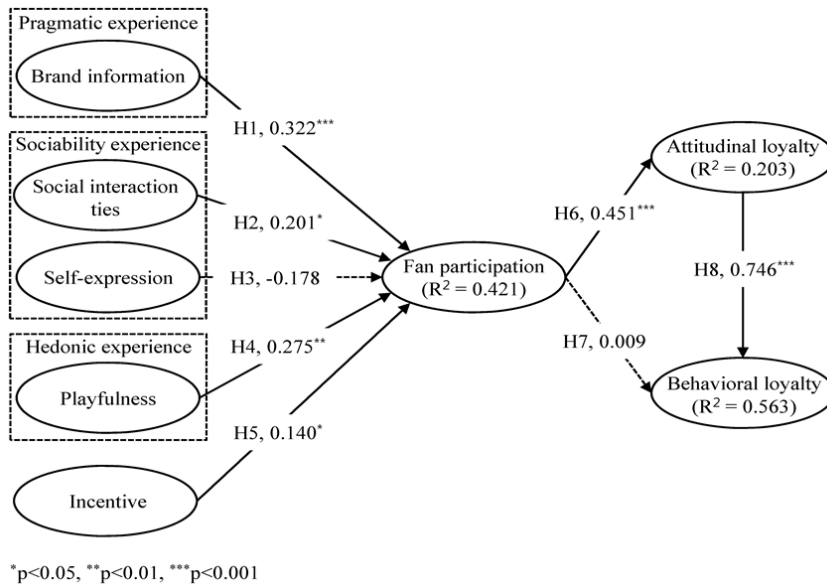 Pragmatic experience
Brand information
H1, 0.322***
Sociability experience
Social interaction
ties
H2, 0.201*
Self-expression
H3, -0.178
Hedonic experience
Playfulness
H4, 0.275**
Incentive
H5, 0.140*
Fan participation
(R² = 0.421)
H6, 0.451***
H7, 0.009
Attitudinal loyalty
(R² = 0.203)
H8, 0.746***
Behavioral loyalty
(R² = 0.563)
*p<0.05, **p<0.01, ***p<0.001